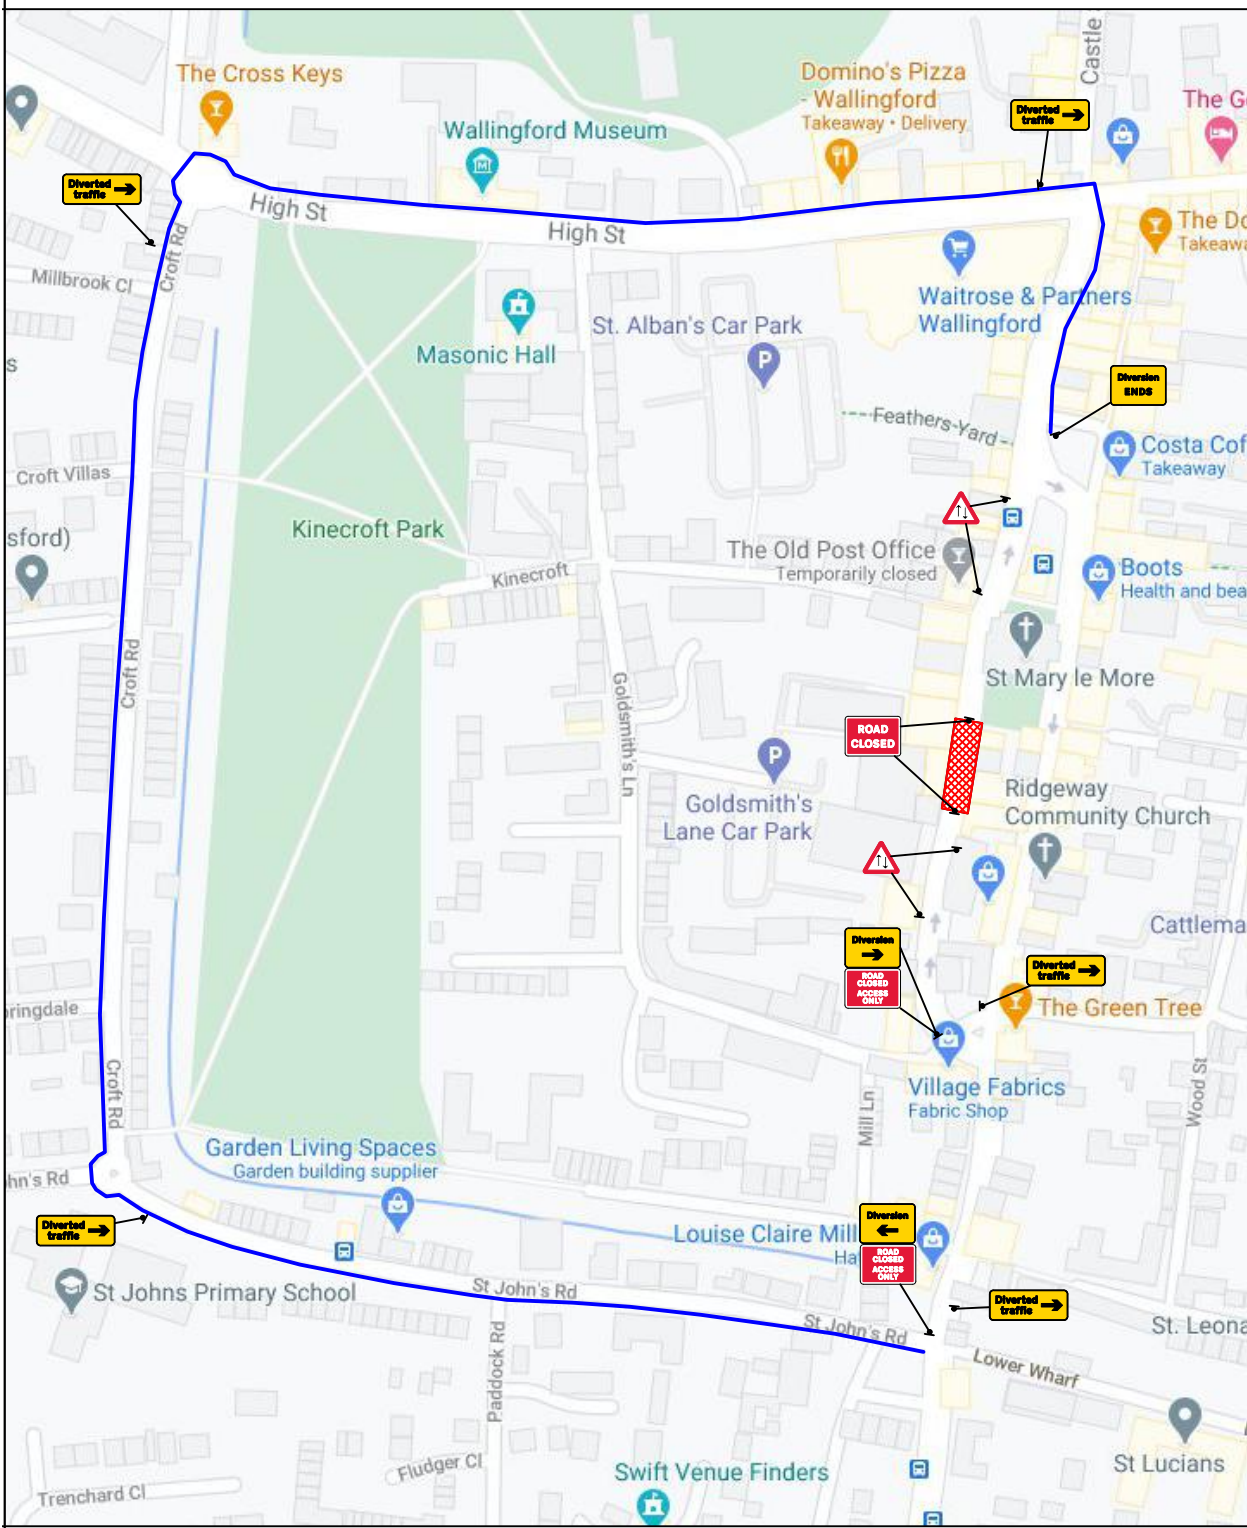 Castle
The Cross Keys
Domino's Pizza
- Wallingford
Takeaway • Delivery
Diverted
traffic
The G
Wallingford Museum
Diverted
traffic
High St
High St
The Do
Takeawa
Croft Rd
Millbrook Cl
Waitrose & Partners
Wallingford
St. Alban's Car Park
P
Masonic Hall
s
Diversion
ENDS
Feathers Yard
Costa Cof
Takeaway
Croft Villas
Kinecroft Park
sford)
The Old Post Office
Temporarily closed
Kinecroft
Boots
Health and bea
St Mary le More
Croft Rd
Goldsmith's Ln
ROAD
CLOSED
P
Goldsmith's
Lane Car Park
Ridgeway
Community Church
Cattlema
Diversion
ROAD
CLOSED
ACCESS
ONLY
Diverted
traffic
The Green Tree
pringdale
Croft Rd
Village Fabrics
Fabric Shop
Mill Ln
Wood St
Garden Living Spaces
Garden building supplier
hn's Rd
Diverted
traffic
Louise Claire Mill
Ha
Diversion
ROAD
CLOSED
ACCESS
ONLY
St Johns Primary School
St John's Rd
St John's Rd
Diverted
traffic
St. Leona
Lower Wharf
Paddock Rd
Fludger Cl
Swift Venue Finders
St Lucians
Trenchard Cl